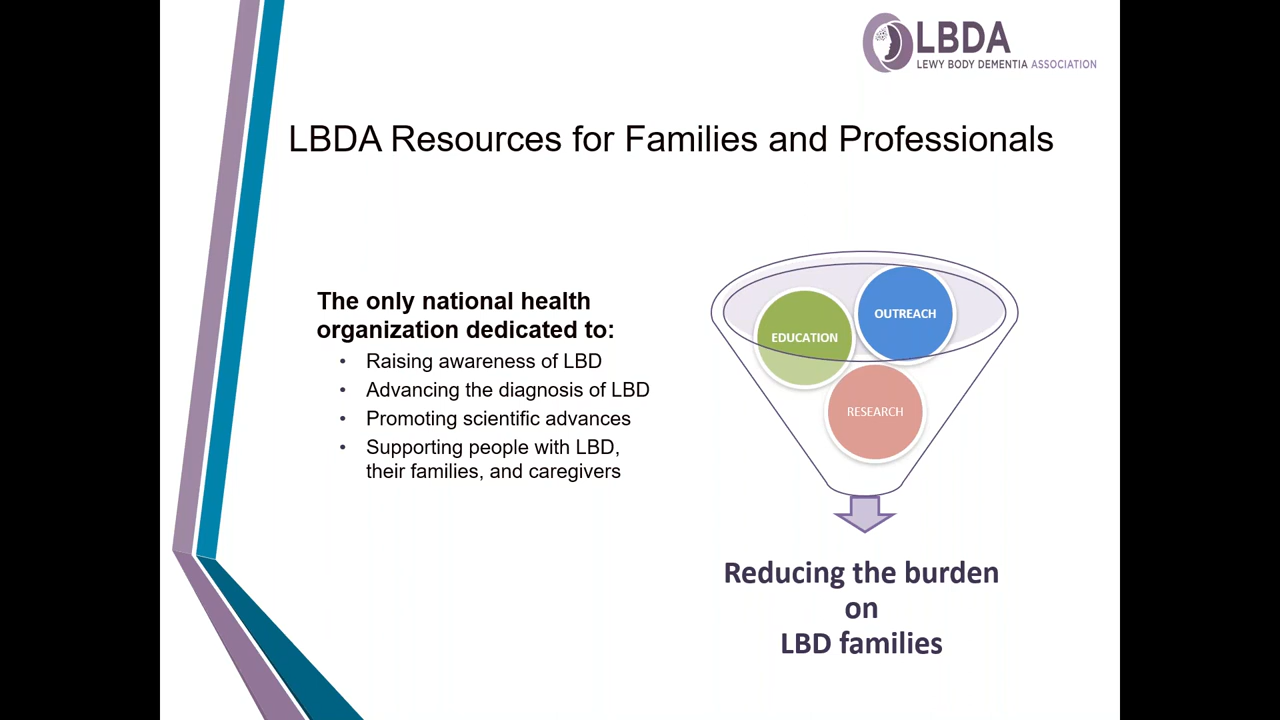 LBDA
LEWY BODY DEMENTIA ASSOCIATION
LBDA Resources for Families and Professionals
The only national health
organization dedicated to:
• Raising awareness of LBD
• Advancing the diagnosis of LBD
• Promoting scientific advances
• Supporting people with LBD,
their families, and caregivers
OUTREACH
EDUCATION
RESEARCH
Reducing the burden
on
LBD families